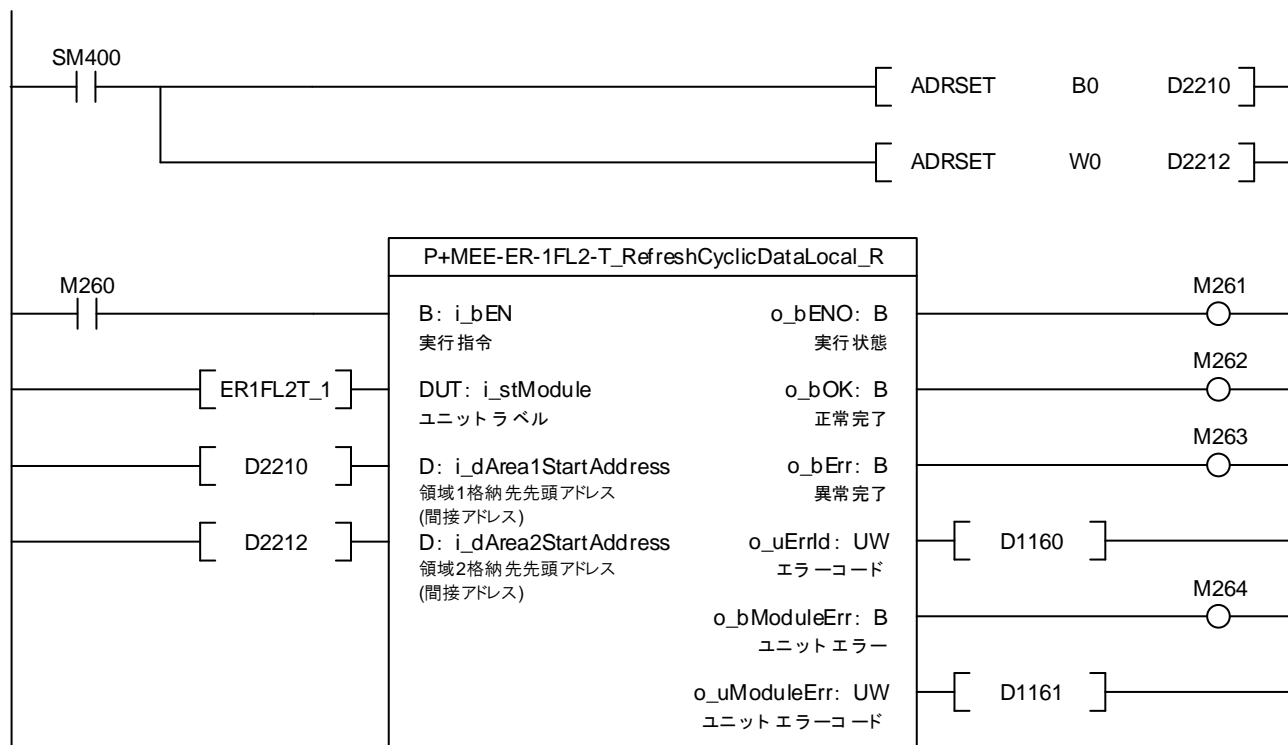 SM400
ADRSET B0 D2210
ADRSET W0 D2212
P+MEE-ER-1FL2-T_RefreshCyclicDataLocal_R
M260
M261
B: i_bEN
o_bENO: B
実行指令
実行状態
M262
ER1FL2T_1
DUT: i_stModule
o_bOK: B
ユニットラベル
正常完了
M263
D2210
D: i_dArea1StartAddress
o_bErr: B
領域1格納先先頭アドレス
異常完了
(間接アドレス)
D2212
D: i_dArea2StartAddress
o_uErrId: UW
D1160
領域2格納先先頭アドレス
エラーコード
(間接アドレス)
M264
o_bModuleErr: B
ユニットエラー
o_uModuleErr: UW
D1161
ユニットエラーコード